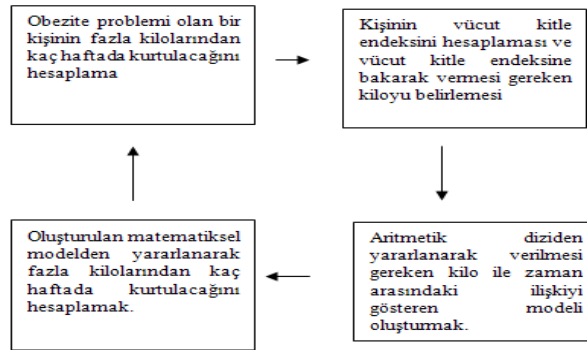 Obezite problemi olan bir
kişinin fazla kilolarından
kaç haftada kurtulacağını
hesaplama
Kişinin vücut kitle
endeksini hesaplaması ve
vücut kitle endeksine
bakarak vermesi gereken
kiloyu belirlemesi
Aritmetik diziden
yararlanarak verilmesi
gereken kilo ile zaman
arasındaki ilişkiyi
gösteren modeli
oluşturmak.
Oluşturulan matematiksel
modelden yararlanarak
fazla kilolarından kaç
haftada kurtulacağını
hesaplamak.